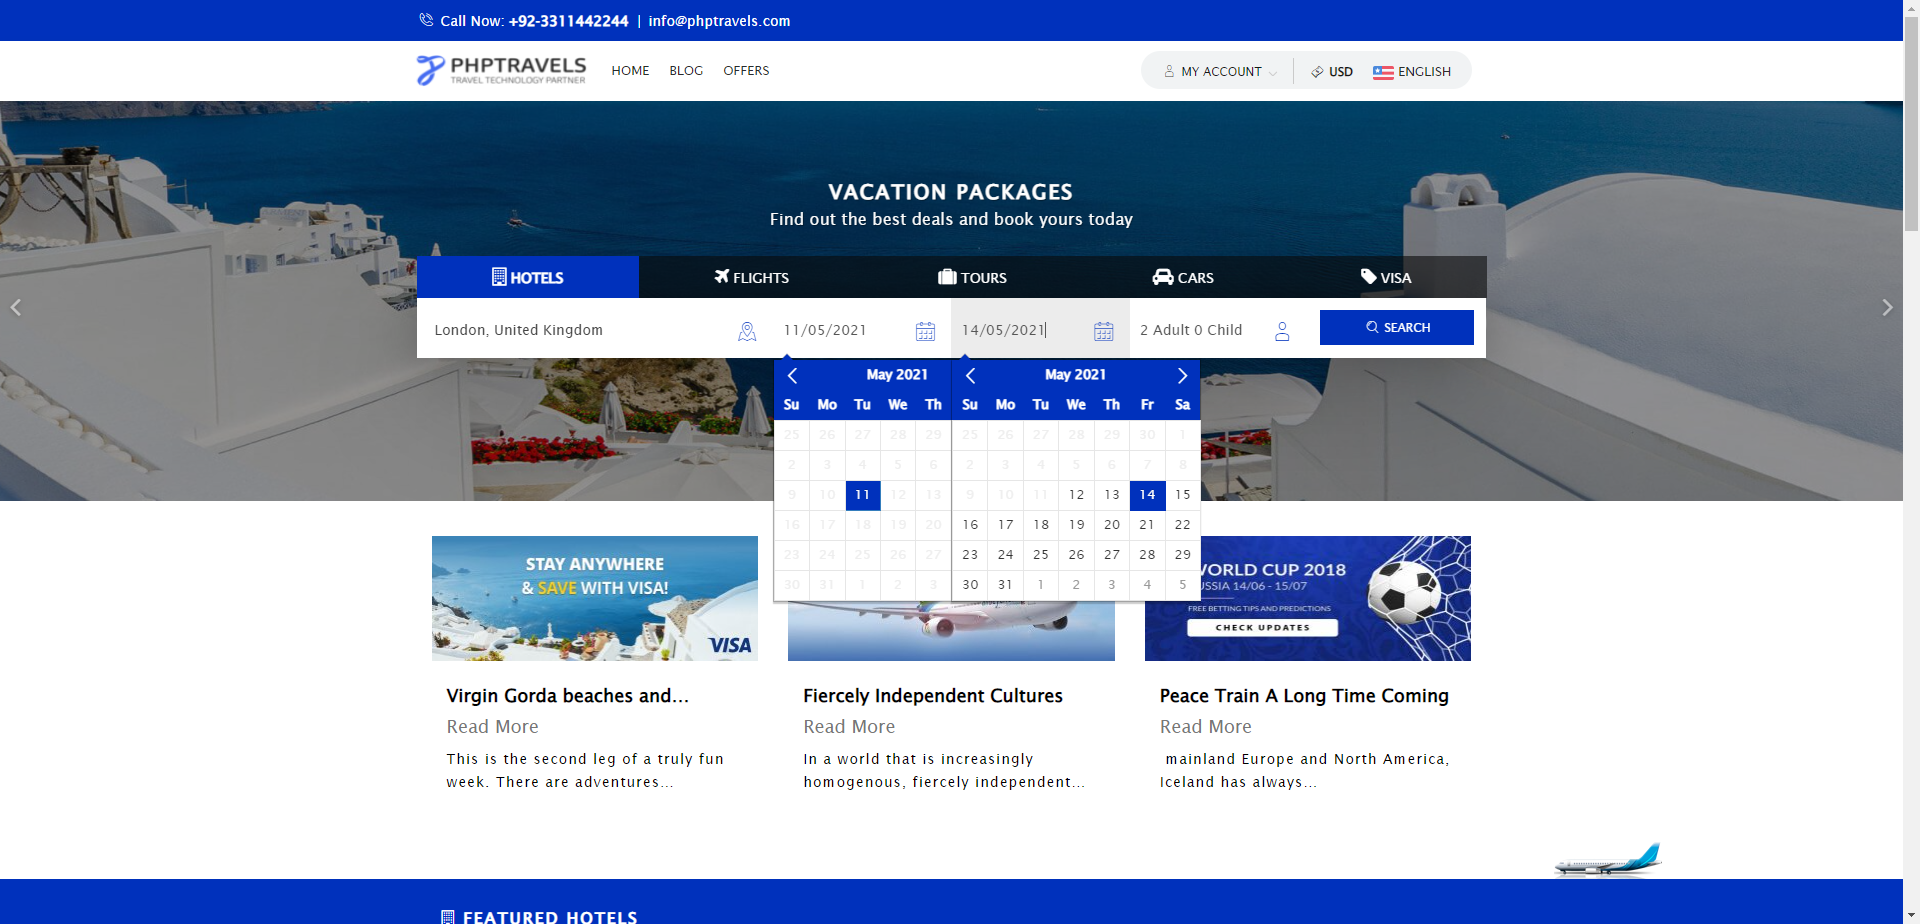 Call Now: +92-3311442244 | info@phptravels.com
PHPTRAVELS
TRAVEL TECHNOLOGY PARTNER
HOME BLOG OFFERS
MY ACCOUNT USD ENGLISH
VACATION PACKAGES
Find out the best deals and book yours today
HOTELS FLIGHTS TOURS CARS VISA
London, United Kingdom 11/05/2021 14/05/2021 2 Adult 0 Child SEARCH
May 2021
Su Mo Tu We Th
25 26 27 28 29
2 3 4 5 6
9 10 11 12 13
16 17 18 19 20
23 24 25 26 27
30 31 1 2 3
May 2021
Su Mo Tu We Th Fr Sa
25 26 27 28 29 30 1
2 3 4 5 6 7 8
9 10 11 12 13 14 15
16 17 18 19 20 21 22
23 24 25 26 27 28 29
30 31 1 2 3 4 5
STAY ANYWHERE
& SAVE WITH VISA!
VISA
WORLD CUP 2018
RUSSIA 14/06 - 15/07
FREE BETTING TIPS AND PREDICTIONS
CHECK UPDATES
Virgin Gorda beaches and...
Read More
This is the second leg of a truly fun
week. There are adventures...
Fiercely Independent Cultures
Read More
In a world that is increasingly
homogenous, fiercely independent...
Peace Train A Long Time Coming
Read More
mainland Europe and North America,
Iceland has always...
FEATURED HOTELS